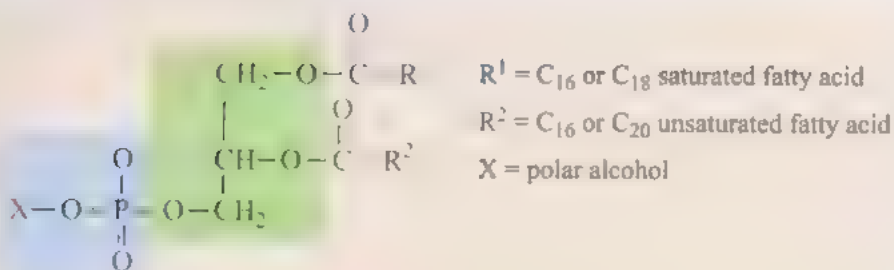 O
CH₂–O–C R
R¹ = C₁₆ or C₁₈ saturated fatty acid
O
R² = C₁₆ or C₂₀ unsaturated fatty acid
O CH–O–C R²
X = polar alcohol
X–O–P–O–CH₂
O